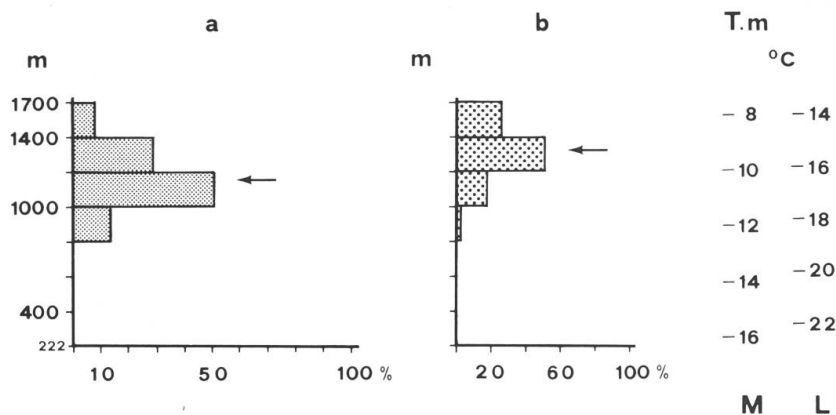 a b T.m
m m °C
1700
1400
1000
400
222
10 50 100 %
20 60 100 %
– 8 – 14
– 10 – 16
– 12 – 18
– 14 – 20
– 16 – 22
M L